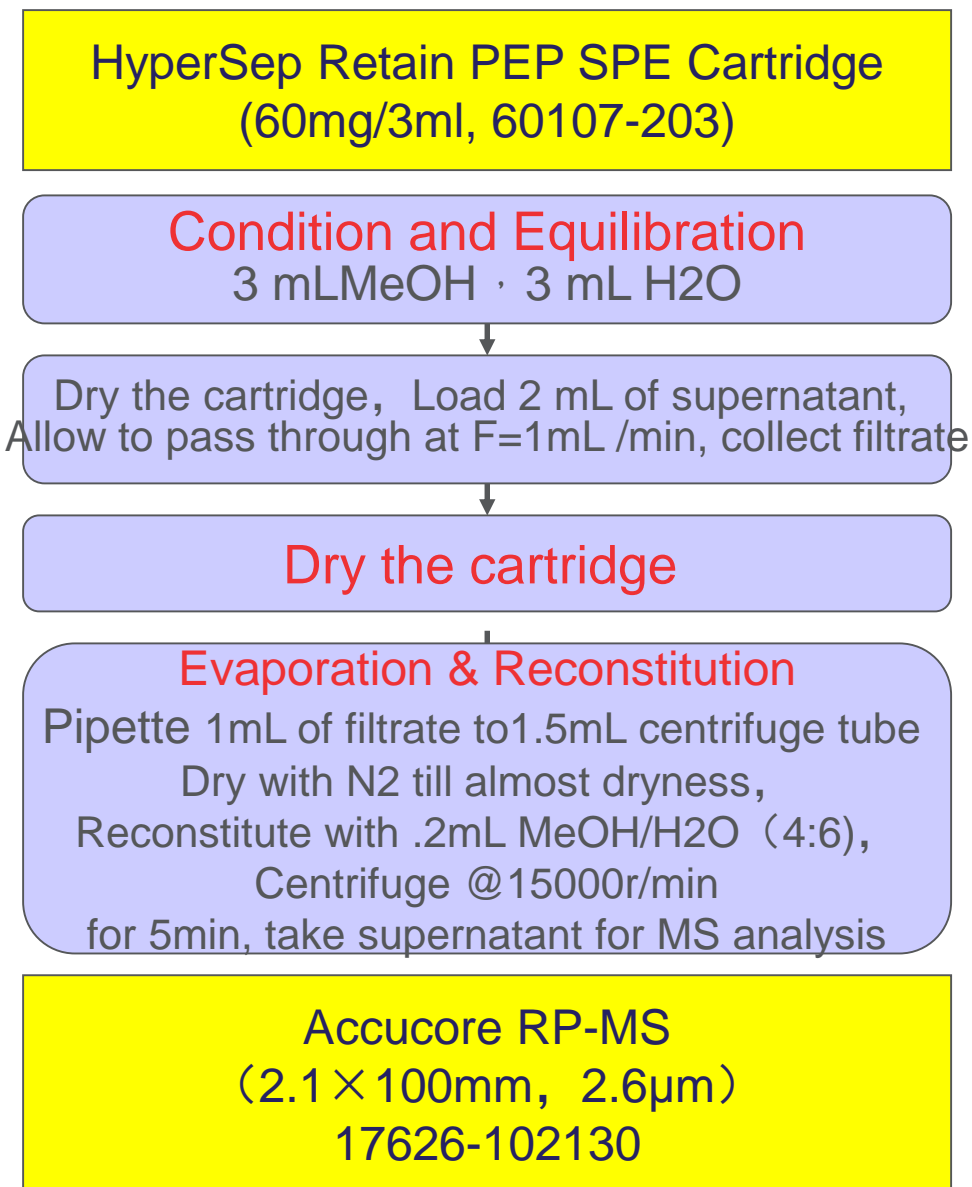 HyperSep Retain PEP SPE Cartridge
(60mg/3ml, 60107-203)
Condition and Equilibration
3 mLMeOH , 3 mL H2O
Dry the cartridge, Load 2 mL of supernatant,
Allow to pass through at F=1mL /min, collect filtrate
Dry the cartridge
Evaporation & Reconstitution
Pipette 1mL of filtrate to1.5mL centrifuge tube
Dry with N2 till almost dryness,
Reconstitute with .2mL MeOH/H2O（4:6),
Centrifuge @15000r/min
for 5min, take supernatant for MS analysis
Accucore RP-MS
（2.1×100mm, 2.6μm）
17626-102130